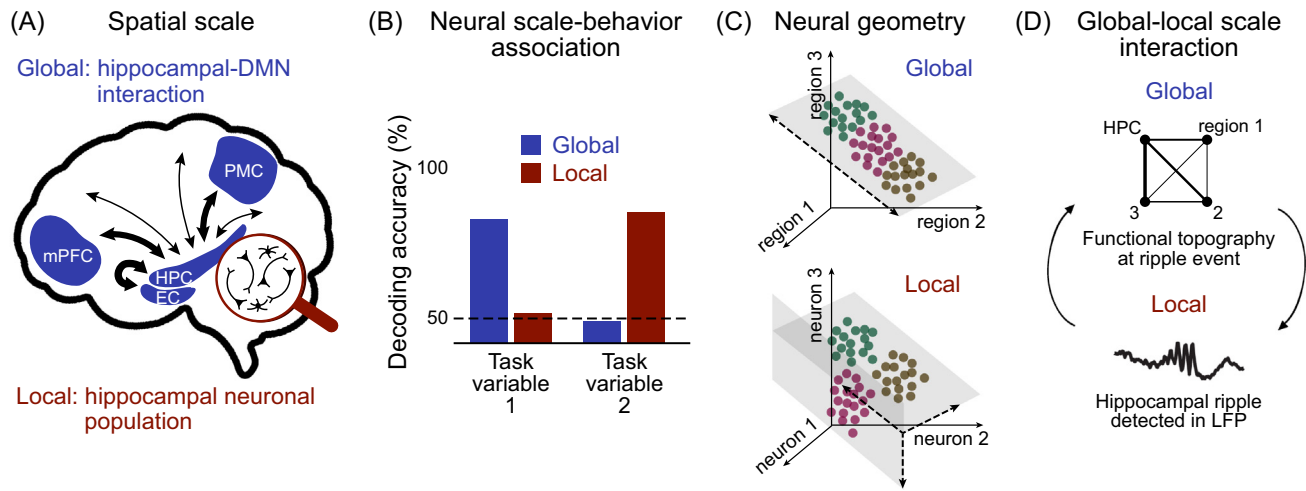 (A)
Spatial scale
Global: hippocampal-DMN
interaction
PMC
mPFC
HPC
EC
Local: hippocampal neuronal
population
(B)
Neural scale-behavior
association
Decoding accuracy (%)
Global
Local
100
50
Task
variable
1
Task
variable
2
(C)
Neural geometry
Global
region 3
region 2
region 1
Local
neuron 3
neuron 2
neuron 1
(D)
Global-local scale
interaction
Global
HPC
region 1
3
2
Functional topography
at ripple event
Local
Hippocampal ripple
detected in LFP